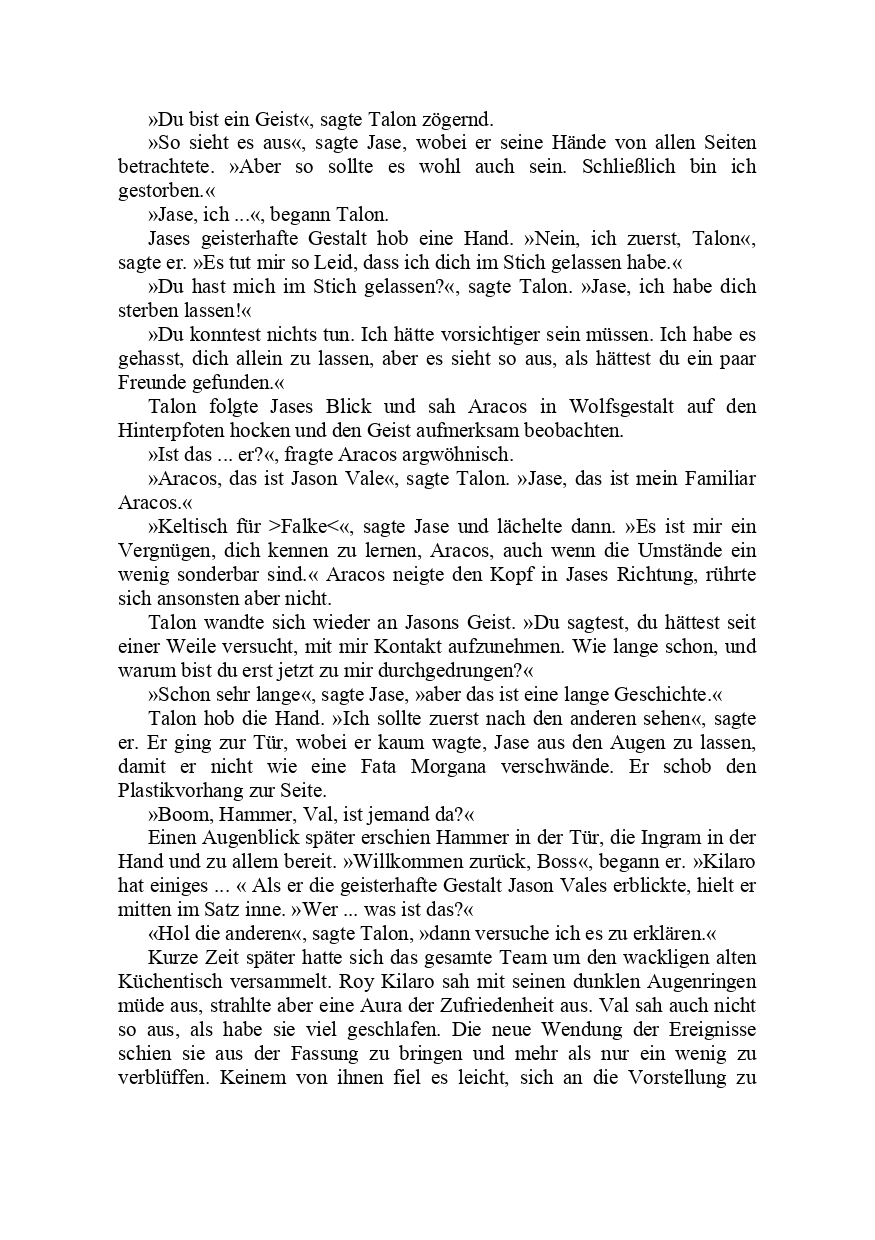 »Du bist ein Geist«, sagte Talon zögernd.
»So sieht es aus«, sagte Jase, wobei er seine Hände von allen Seiten
betrachtete. »Aber so sollte es wohl auch sein. Schließlich bin ich
gestorben.«
»Jase, ich ...«, begann Talon.
Jases geisterhafte Gestalt hob eine Hand. »Nein, ich zuerst, Talon«,
sagte er. »Es tut mir so Leid, dass ich dich im Stich gelassen habe.«
»Du hast mich im Stich gelassen?«, sagte Talon. »Jase, ich habe dich
sterben lassen!«
»Du konntest nichts tun. Ich hätte vorsichtiger sein müssen. Ich habe es
gehasst, dich allein zu lassen, aber es sieht so aus, als hättest du ein paar
Freunde gefunden.«
Talon folgte Jases Blick und sah Aracos in Wolfsgestalt auf den
Hinterpfoten hocken und den Geist aufmerksam beobachten.
»Ist das ... er?«, fragte Aracos argwöhnisch.
»Aracos, das ist Jason Vale«, sagte Talon. »Jase, das ist mein Familiar
Aracos.«
»Keltisch für >Falke<«, sagte Jase und lächelte dann. »Es ist mir ein
Vergnügen, dich kennen zu lernen, Aracos, auch wenn die Umstände ein
wenig sonderbar sind.« Aracos neigte den Kopf in Jases Richtung, rührte
sich ansonsten aber nicht.
Talon wandte sich wieder an Jasons Geist. »Du sagtest, du hättest seit
einer Weile versucht, mit mir Kontakt aufzunehmen. Wie lange schon, und
warum bist du erst jetzt zu mir durchgedrungen?«
»Schon sehr lange«, sagte Jase, »aber das ist eine lange Geschichte.«
Talon hob die Hand. »Ich sollte zuerst nach den anderen sehen«, sagte
er. Er ging zur Tür, wobei er kaum wagte, Jase aus den Augen zu lassen,
damit er nicht wie eine Fata Morgana verschwände. Er schob den
Plastikvorhang zur Seite.
»Boom, Hammer, Val, ist jemand da?«
Einen Augenblick später erschien Hammer in der Tür, die Ingram in der
Hand und zu allem bereit. »Willkommen zurück, Boss«, begann er. »Kilaro
hat einiges ... « Als er die geisterhafte Gestalt Jason Vales erblickte, hielt er
mitten im Satz inne. »Wer ... was ist das?«
«Hol die anderen«, sagte Talon, »dann versuche ich es zu erklären.«
Kurze Zeit später hatte sich das gesamte Team um den wackligen alten
Küchentisch versammelt. Roy Kilaro sah mit seinen dunklen Augenringen
müde aus, strahlte aber eine Aura der Zufriedenheit aus. Val sah auch nicht
so aus, als habe sie viel geschlafen. Die neue Wendung der Ereignisse
schien sie aus der Fassung zu bringen und mehr als nur ein wenig zu
verblüffen. Keinem von ihnen fiel es leicht, sich an die Vorstellung zu